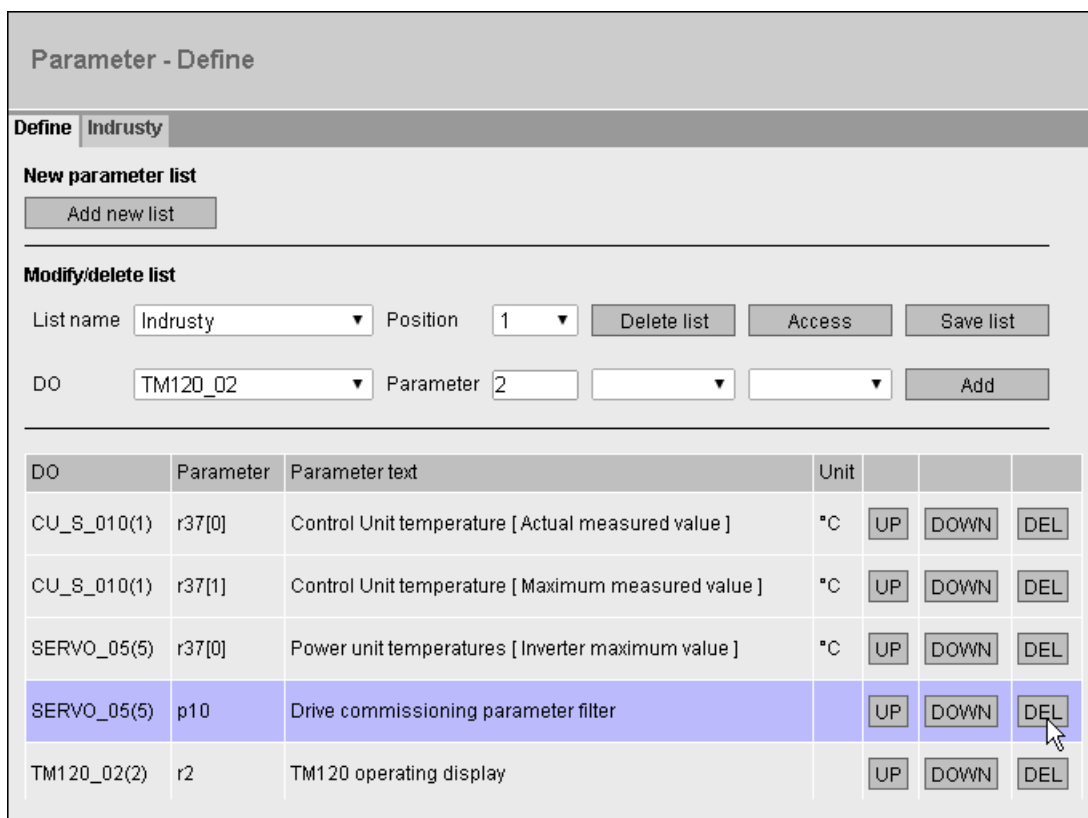 Parameter - Define
Define Indrusty
New parameter list
Add new list
Modify/delete list
List name Indrusty Position 1 Delete list Access Save list
DO TM120_02 Parameter 2 Add
DO Parameter Parameter text Unit
CU_S_010(1) r37[0] Control Unit temperature [ Actual measured value ] °C UP DOWN DEL
CU_S_010(1) r37[1] Control Unit temperature [ Maximum measured value ] °C UP DOWN DEL
SERVO_05(5) r37[0] Power unit temperatures [ Inverter maximum value ] °C UP DOWN DEL
SERVO_05(5) p10 Drive commissioning parameter filter UP DOWN DEL
TM120_02(2) r2 TM120 operating display UP DOWN DEL